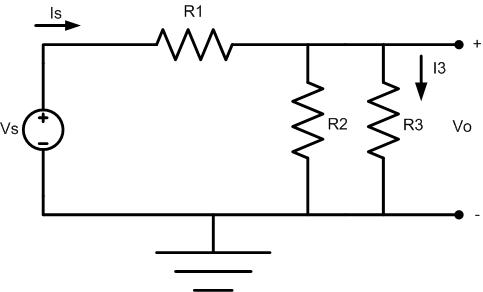 Is
R1
+
I3
Vs
+
-
R2
R3
Vo
-